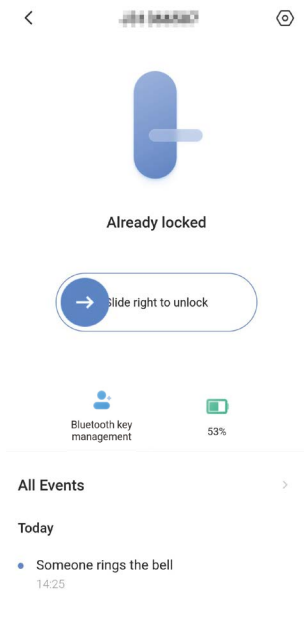 Already locked
Slide right to unlock
Bluetooth key
management
53%
All Events
Today
Someone rings the bell
14:25